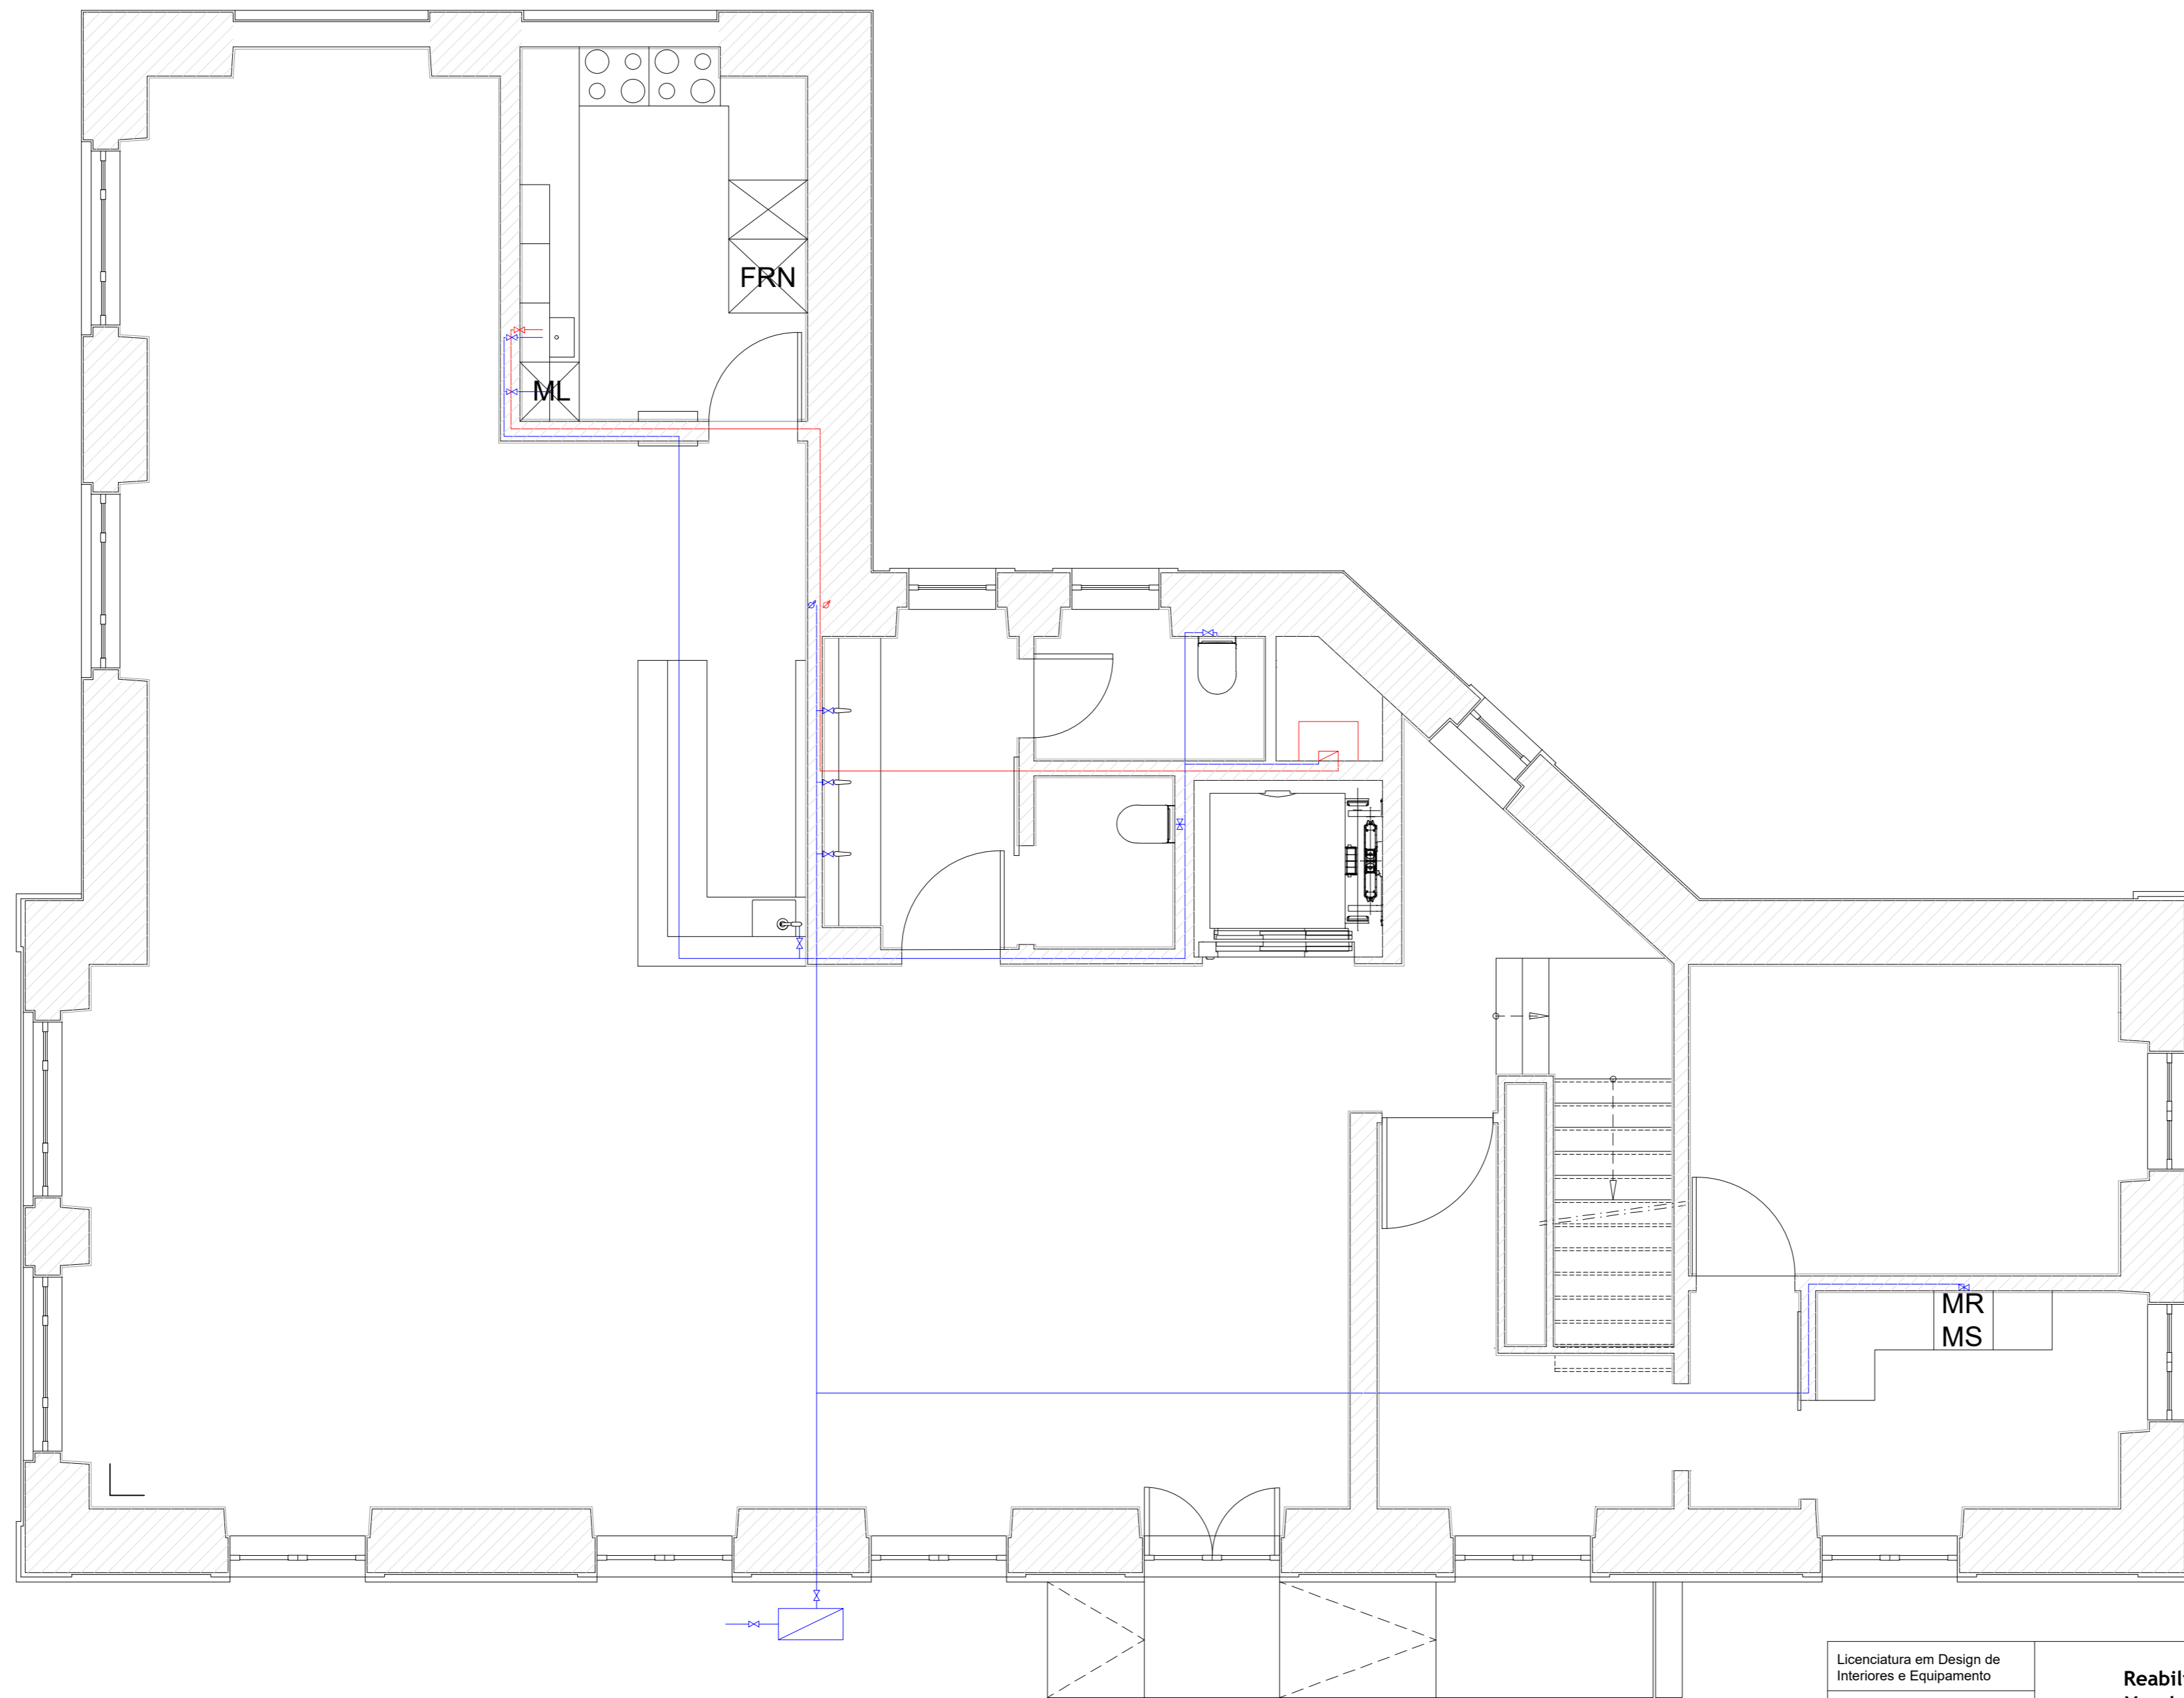 FRN
ML
MR
MS
Licenciatura em Design de
Interiores e Equipamento